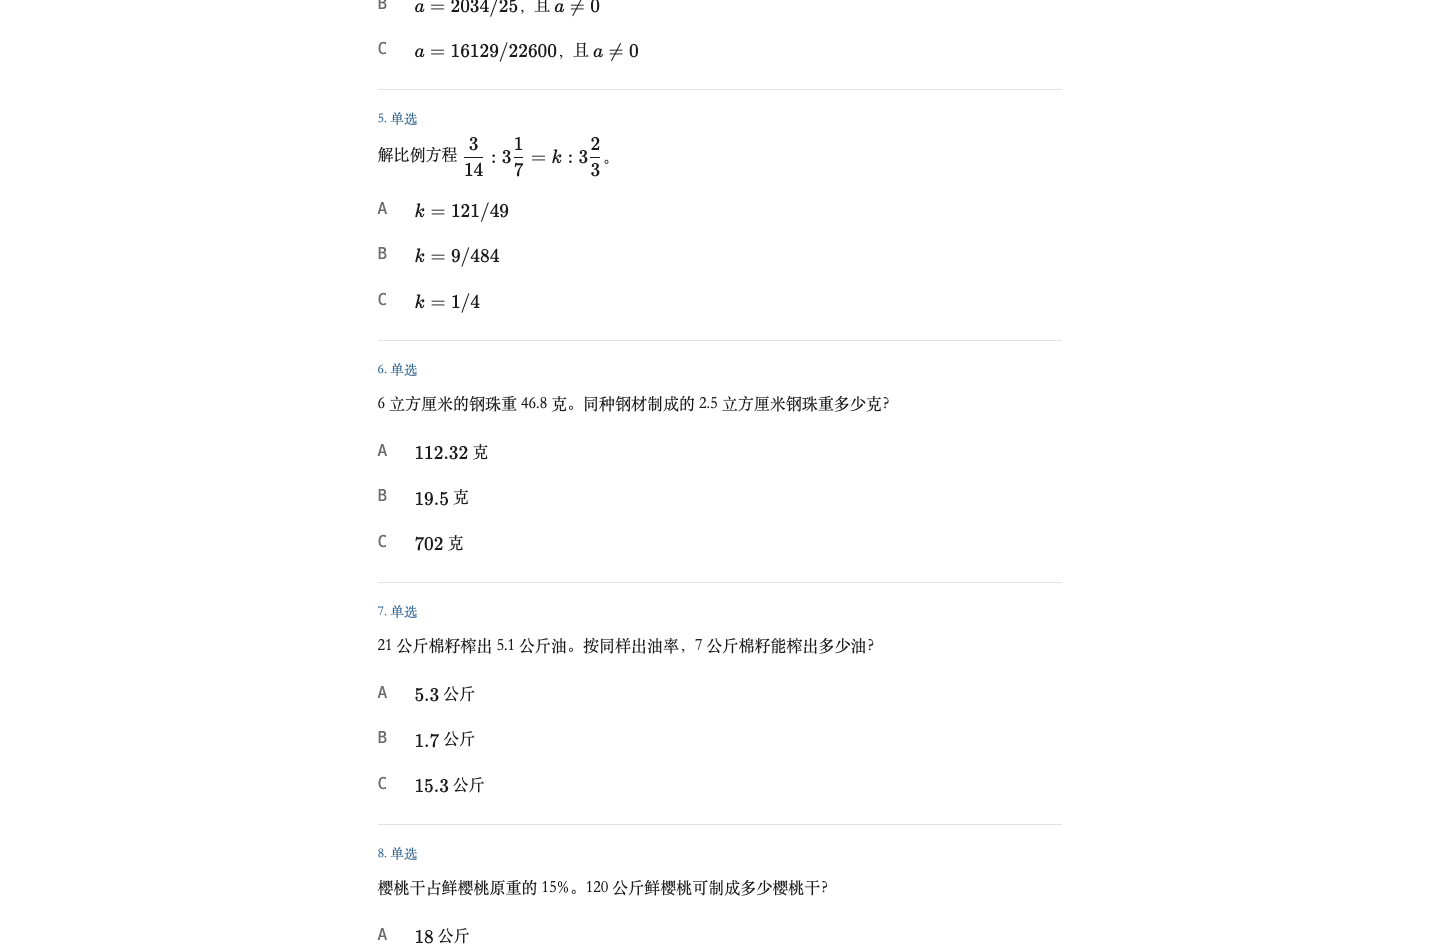 B a = 2034/25，且 a ≠ 0
C a = 16129/22600，且 a ≠ 0
5. 单选
解比例方程 3/14 : 3 1/7 = k : 3 2/3。
A k = 121/49
B k = 9/484
C k = 1/4
6. 单选
6 立方厘米的钢珠重 46.8 克。同种钢材制成的 2.5 立方厘米钢珠重多少克？
A 112.32 克
B 19.5 克
C 702 克
7. 单选
21 公斤棉籽榨出 5.1 公斤油。按同样出油率，7 公斤棉籽能榨出多少油？
A 5.3 公斤
B 1.7 公斤
C 15.3 公斤
8. 单选
樱桃干占鲜樱桃原重的 15%。120 公斤鲜樱桃可制成多少樱桃干？
A 18 公斤